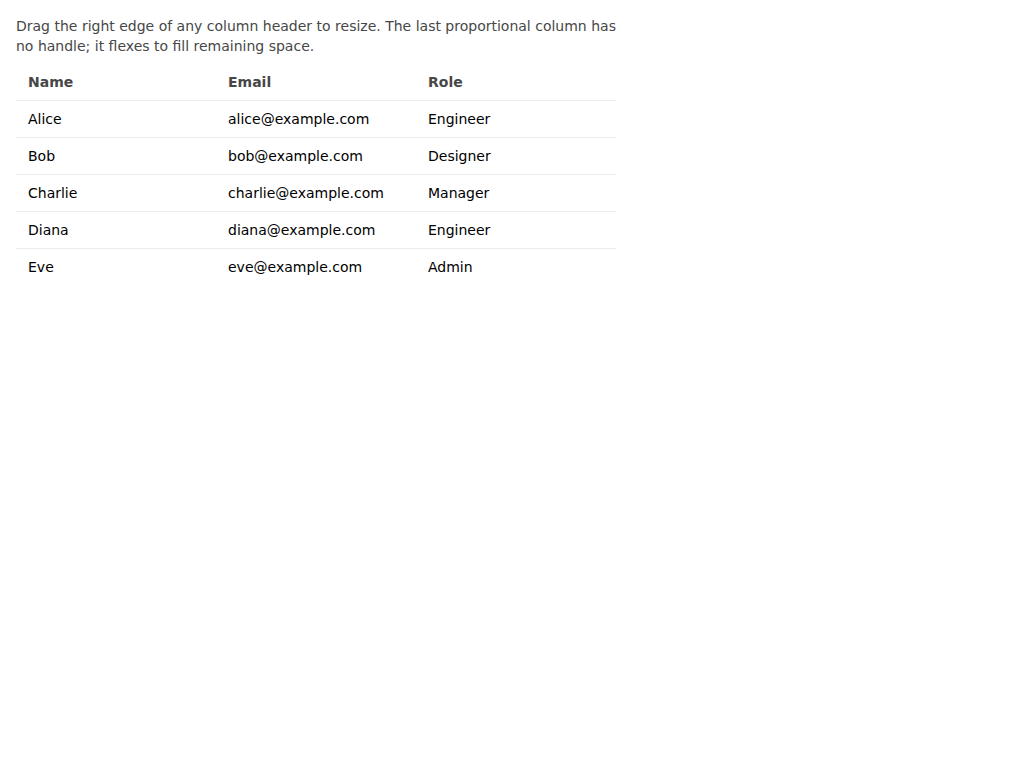 Drag the right edge of any column header to resize. The last proportional column has
no handle; it flexes to fill remaining space.
Name Email Role
Alice alice@example.com Engineer
Bob bob@example.com Designer
Charlie charlie@example.com Manager
Diana diana@example.com Engineer
Eve eve@example.com Admin